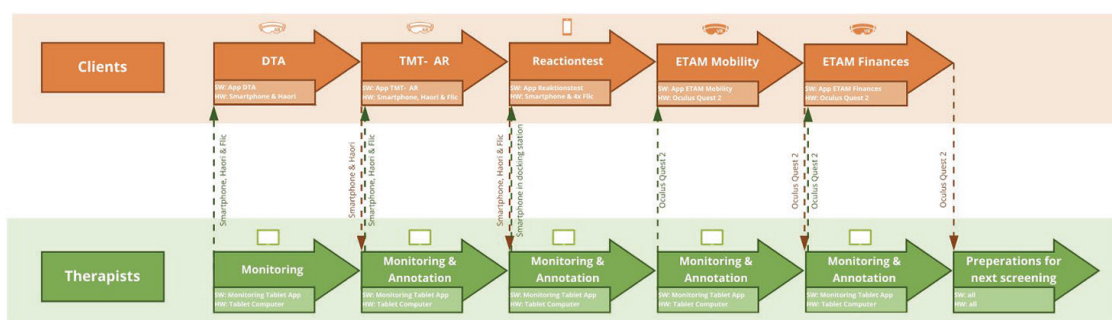 Clients
DTA
SW: App DTA
HW: Smartphone & Haori
TMT- AR
SW: App TMT- AR
HW: Smartphone, Haori & Flic
Reactiontest
SW: App Reaktionstest
HW: Smartphone & 4x Flic
ETAM Mobility
SW: App ETAM Mobility
HW: Oculus Quest 2
ETAM Finances
SW: App ETAM Finances
HW: Oculus Quest 2
Smartphone, Haori & Flic
Smartphone & Haori
Smartphone, Haori & Flic
Smartphone, Haori & Flic
Smartphone in docking station
Oculus Quest 2
Oculus Quest 2
Oculus Quest 2
Oculus Quest 2
Therapists
Monitoring
SW: Monitoring Tablet App
HW: Tablet Computer
Monitoring &
Annotation
SW: Monitoring Tablet App
HW: Tablet Computer
Monitoring &
Annotation
SW: Monitoring Tablet App
HW: Tablet Computer
Monitoring &
Annotation
SW: Monitoring Tablet App
HW: Tablet Computer
Monitoring &
Annotation
SW: Monitoring Tablet App
HW: Tablet Computer
Preperations for
next screening
SW: all
HW: all